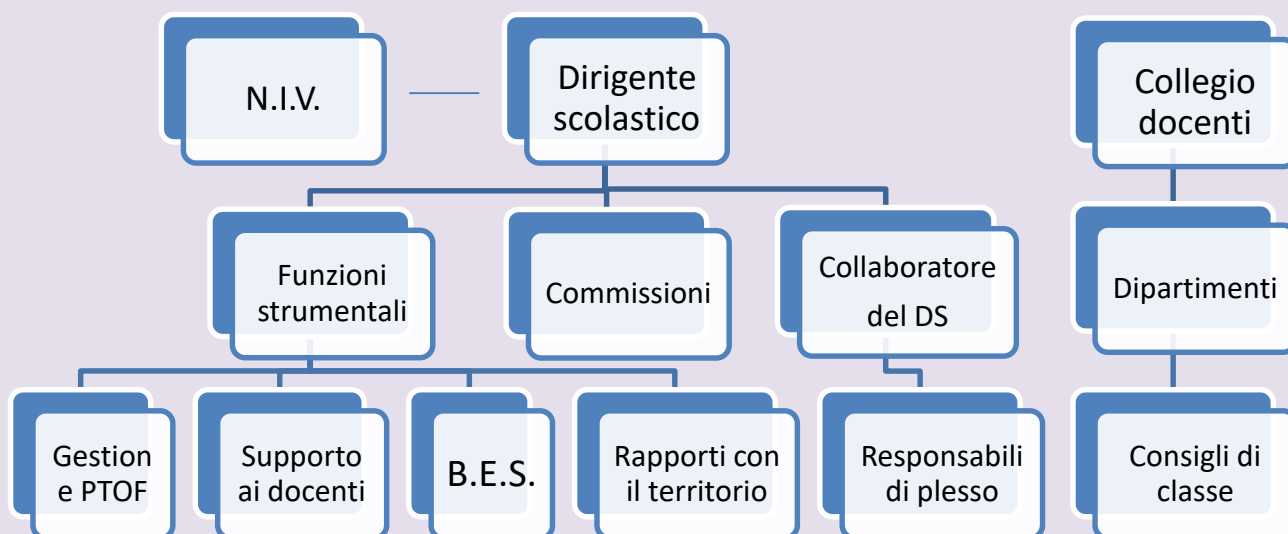 N.I.V.
Dirigente
scolastico
Collegio
docenti
Funzioni
strumentali
Commissioni
Collaboratore
del DS
Dipartimenti
Gestion
e PTOF
Supporto
ai docenti
B.E.S.
Rapporti con
il territorio
Responsabili
di plesso
Consigli di
classe